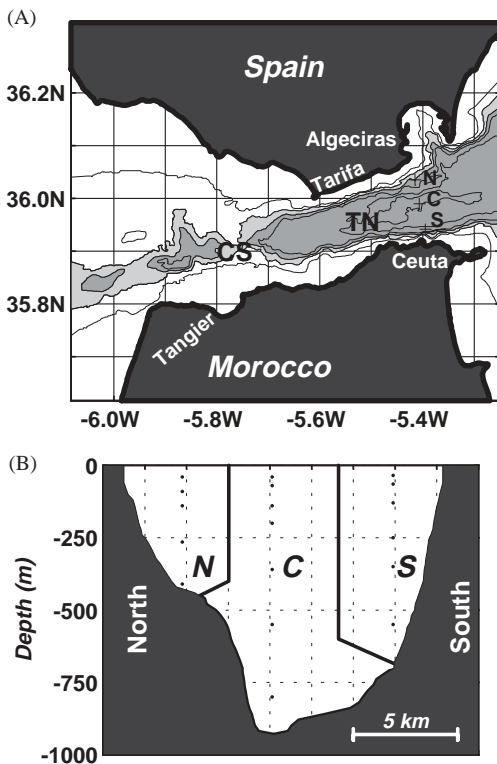 (A)
Spain
36.2N
Algeciras
Tarifa
N
36.0N
C
TN
S
CS
Ceuta
35.8N
Tangier
Morocco
-6.0W -5.8W -5.6W -5.4W
(B)
0
-250
Depth (m)
North
N C S
South
-500
-750
5 km
-1000